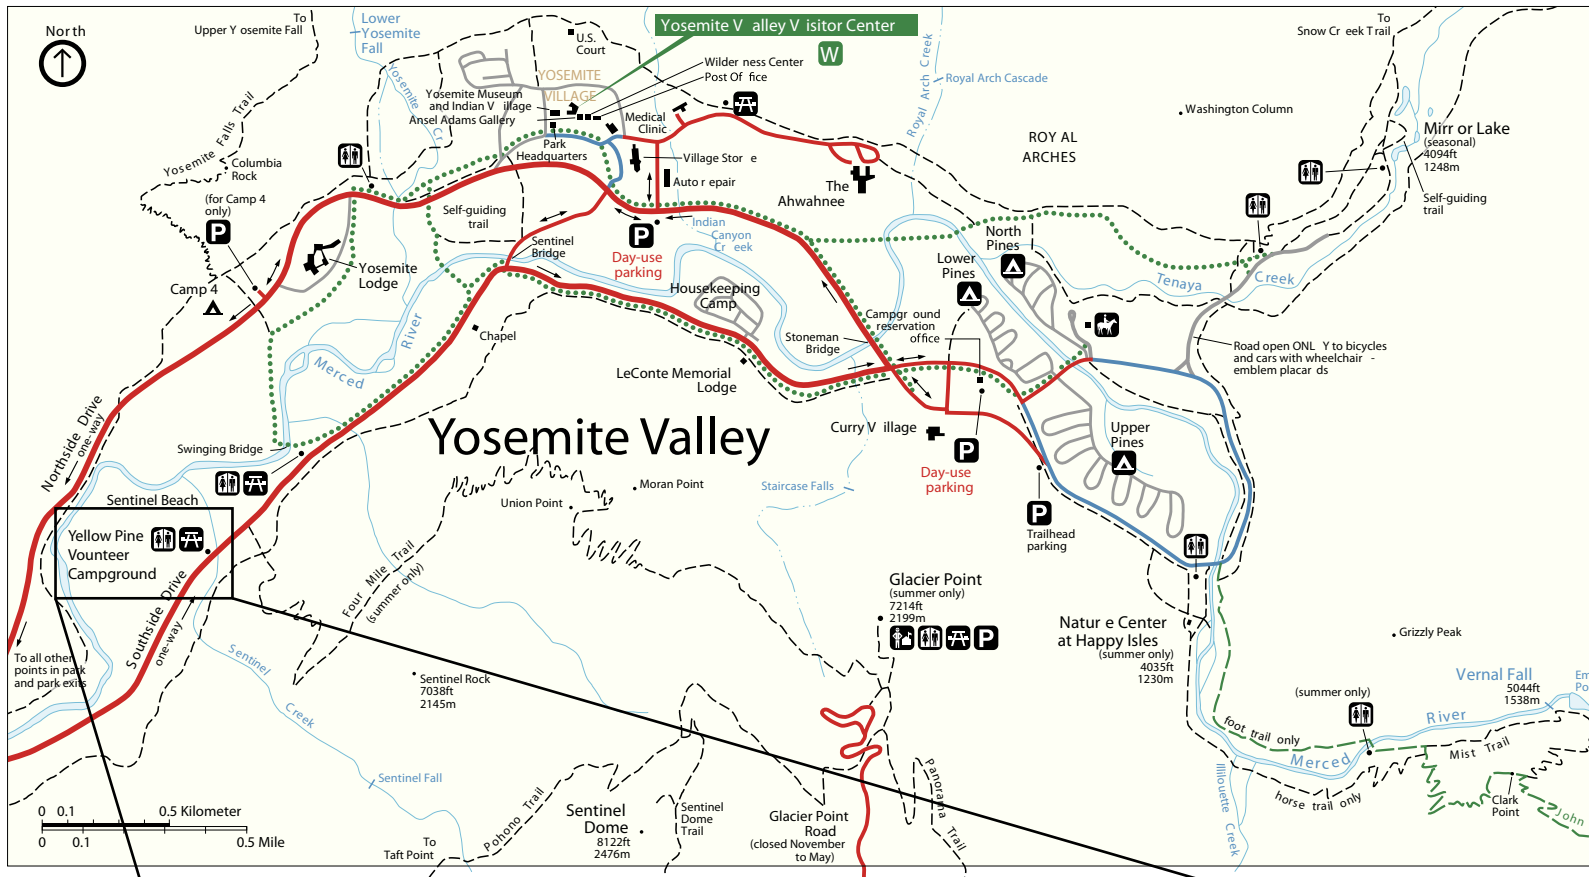 North
To
Upper Y osemite Fall
Lower
Yosemite
Fall
U.S.
Court
Yosemite V alley V isitor Center
W
To
Snow Cr eek T rail
YOSEMITE
VILLAGE
Wilder ness Center
Post Of fice
Yosemite Museum
and Indian V illage
Ansel Adams Gallery
Medical
Clinic
Park
Headquarters
Village Stor e
Auto r epair
Royal Arch Creek
Royal Arch Cascade
Washington Column
ROY AL
ARCHES
Mirr or Lake
(seasonal)
4094ft
1248m
Self-guiding
trail
Yosemite Cr
Yosemite Falls Trail
Columbia
Rock
(for Camp 4
only)
P
The
Ahwahnee
Self-guiding
trail
Sentinel
Bridge
P
Day-use
parking
Indian
Canyon
Cr eek
North
Pines
Lower
Pines
Tenaya Creek
Yosemite
Lodge
Camp 4
Housekeeping
Camp
Merced River
Chapel
Stoneman
Bridge
Campgr ound
reservation
office
Road open ONL Y to bicycles
and cars with wheelchair -
emblem placar ds
LeConte Memorial
Lodge
Yosemite Valley
Curry V illage
P
Day-use
parking
Upper
Pines
Northside Drive
one-way
Swinging Bridge
Sentinel Beach
Yellow Pine
Vounteer
Campground
Union Point
Moran Point
Staircase Falls
P
Trailhead
parking
Four Mile Trail
(summer only)
Southside Drive
one-way
Glacier Point
(summer only)
7214ft
2199m
P
Natur e Center
at Happy Isles
(summer only)
4035ft
1230m
Grizzly Peak
To all other
points in park
and park exits
Sentinel
Creek
Sentinel Rock
7038ft
2145m
Vernal Fall
5044ft
1538m
Em
Po
(summer only)
foot trail only
Merced River
Mist Trail
horse trail only
Illilouette Creek
Clark
Point
John
Sentinel Fall
Pohono Trail
Sentinel
Dome
8122ft
2476m
Sentinel
Dome
Trail
Glacier Point
Road
(closed November
to May)
Panorama Trail
To
Taft Point
0 0.1 0.5 Kilometer
0 0.1 0.5 Mile